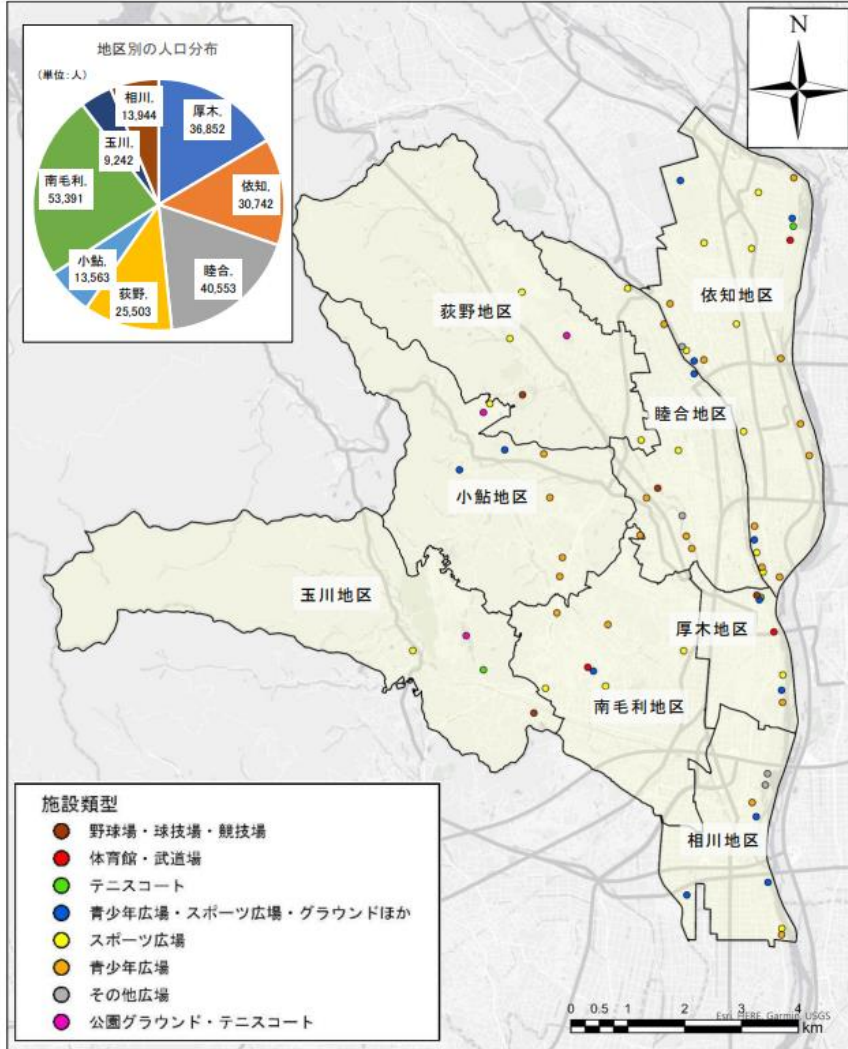 地区別の人口分布
(単位:人)
相川,
13,944
厚木,
36,852
玉川,
9,242
南毛利,
53,391
依知,
30,742
小鮎,
13,563
荻野,
25,503
睦合,
40,553
N
依知地区
荻野地区
睦合地区
小鮎地区
玉川地区
厚木地区
南毛利地区
相川地区
施設類型
野球場・球技場・競技場
体育館・武道場
テニスコート
青少年広場・スポーツ広場・グラウンドほか
スポーツ広場
青少年広場
その他広場
公園グラウンド・テニスコート
0 0.5 1 2 3 4
km
Esri, HERE, Garmin, USGS